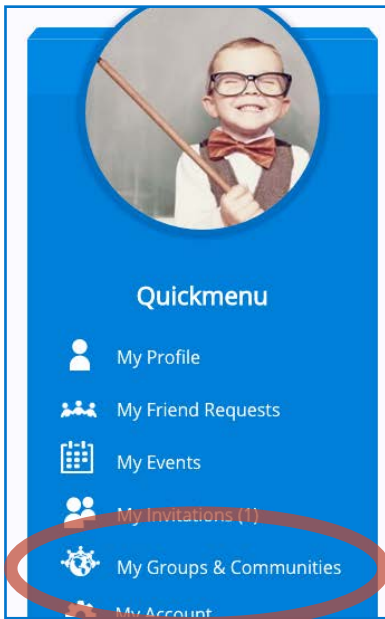 Quickmenu
My Profile
My Friend Requests
My Events
My Invitations (1)
My Groups & Communities
My Account